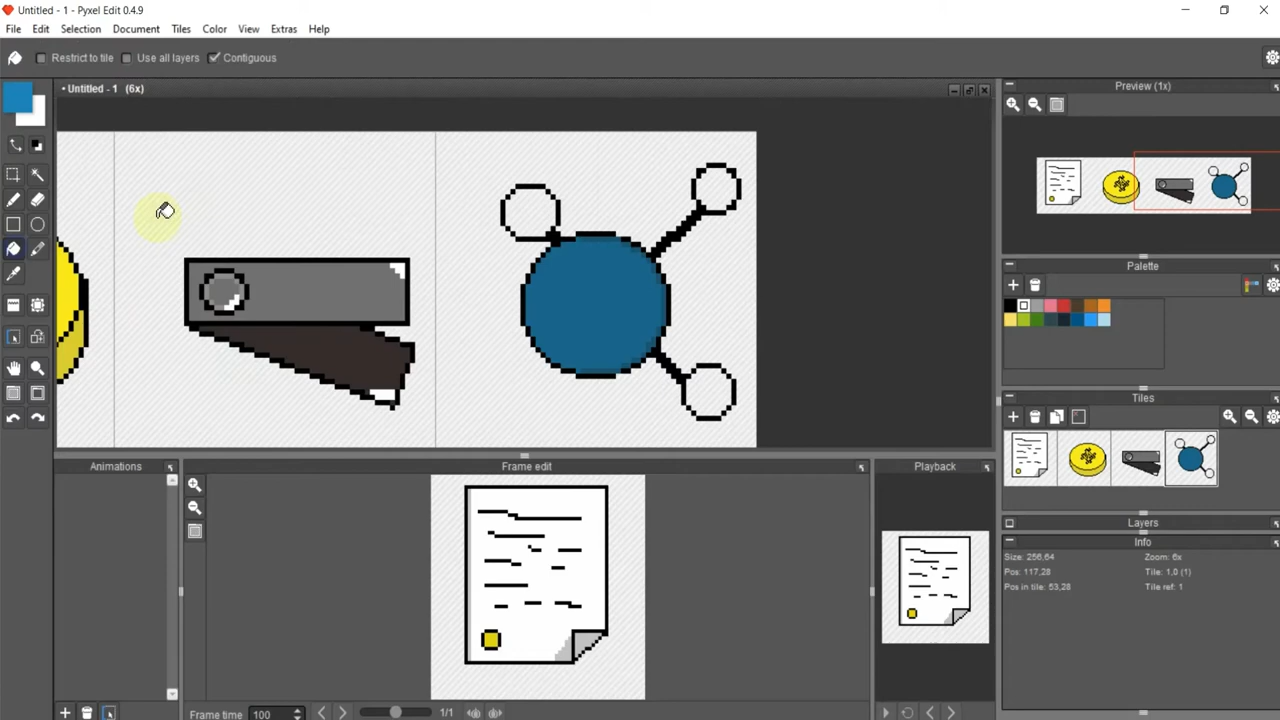 Untitled - 1 - Pyxel Edit 0.4.9
File Edit Selection Document Tiles Color View Extras Help
Restrict to tile Use all layers Contiguous
• Untitled - 1 (6x)
Preview (1x)
Palette
Tiles
Layers
Info
Size: 256,64 Zoom: 6x
Pos: 117,28 Tile: 1,0 (1)
Pos in tile: 53,28 Tile ref: 1
Animations
Frame edit
Playback
Frame time 100 1/1